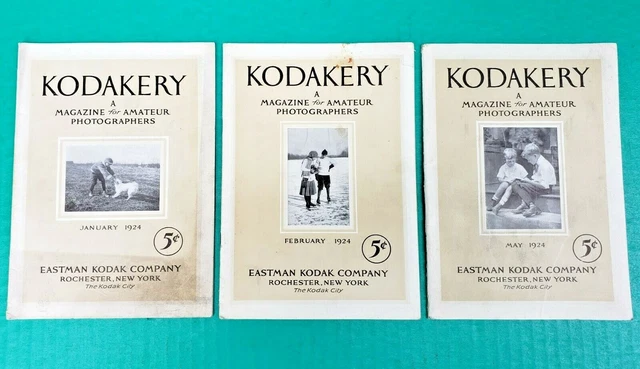 KODAKERY
A
MAGAZINE for AMATEUR
PHOTOGRAPHERS
JANUARY 1924
5¢
EASTMAN KODAK COMPANY
ROCHESTER, NEW YORK
The Kodak City
KODAKERY
A
MAGAZINE for AMATEUR
PHOTOGRAPHERS
FEBRUARY 1924
5¢
EASTMAN KODAK COMPANY
ROCHESTER, NEW YORK
The Kodak City
KODAKERY
A
MAGAZINE for AMATEUR
PHOTOGRAPHERS
MAY 1924
5¢
EASTMAN KODAK COMPANY
ROCHESTER, NEW YORK
The Kodak City